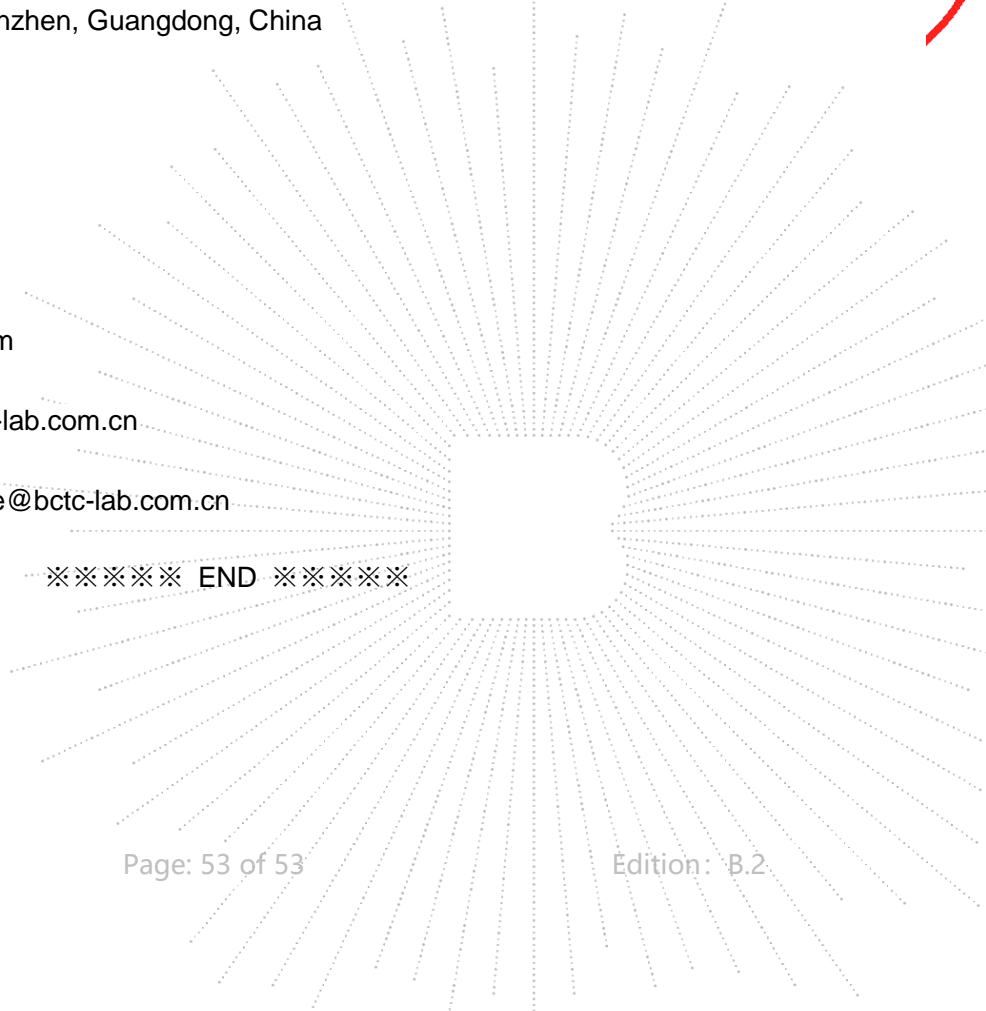 nzhen, Guangdong, China
m
-lab.com.cn
e@bctc-lab.com.cn
※※※※※ END ※※※※※
Page: 53 of 53 Edition: B.2